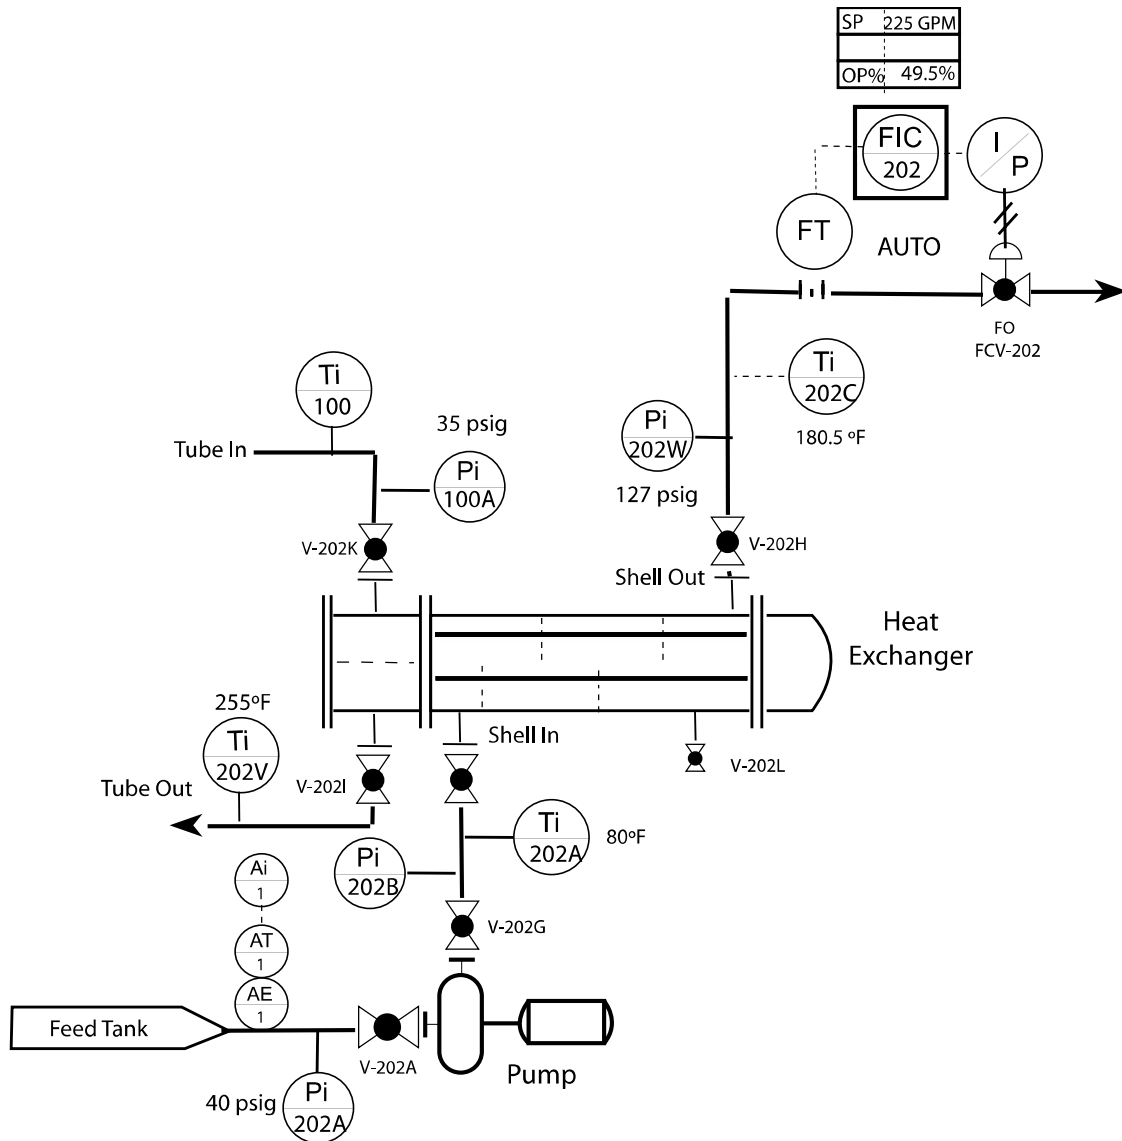 SP 225 GPM
OP% 49.5%
FIC
202
I
P
FT
AUTO
FO
FCV-202
Ti
100
Ti
202C
35 psig
Pi
202W
180.5 ºF
Tube In
Pi
100A
127 psig
V-202K
V-202H
Shell Out
Heat
Exchanger
255ºF
Shell In
Ti
202V
V-202L
Tube Out
V-202I
Ti
202A
80ºF
Pi
202B
Ai
1
V-202G
AT
1
AE
1
Feed Tank
V-202A
Pump
40 psig
Pi
202A